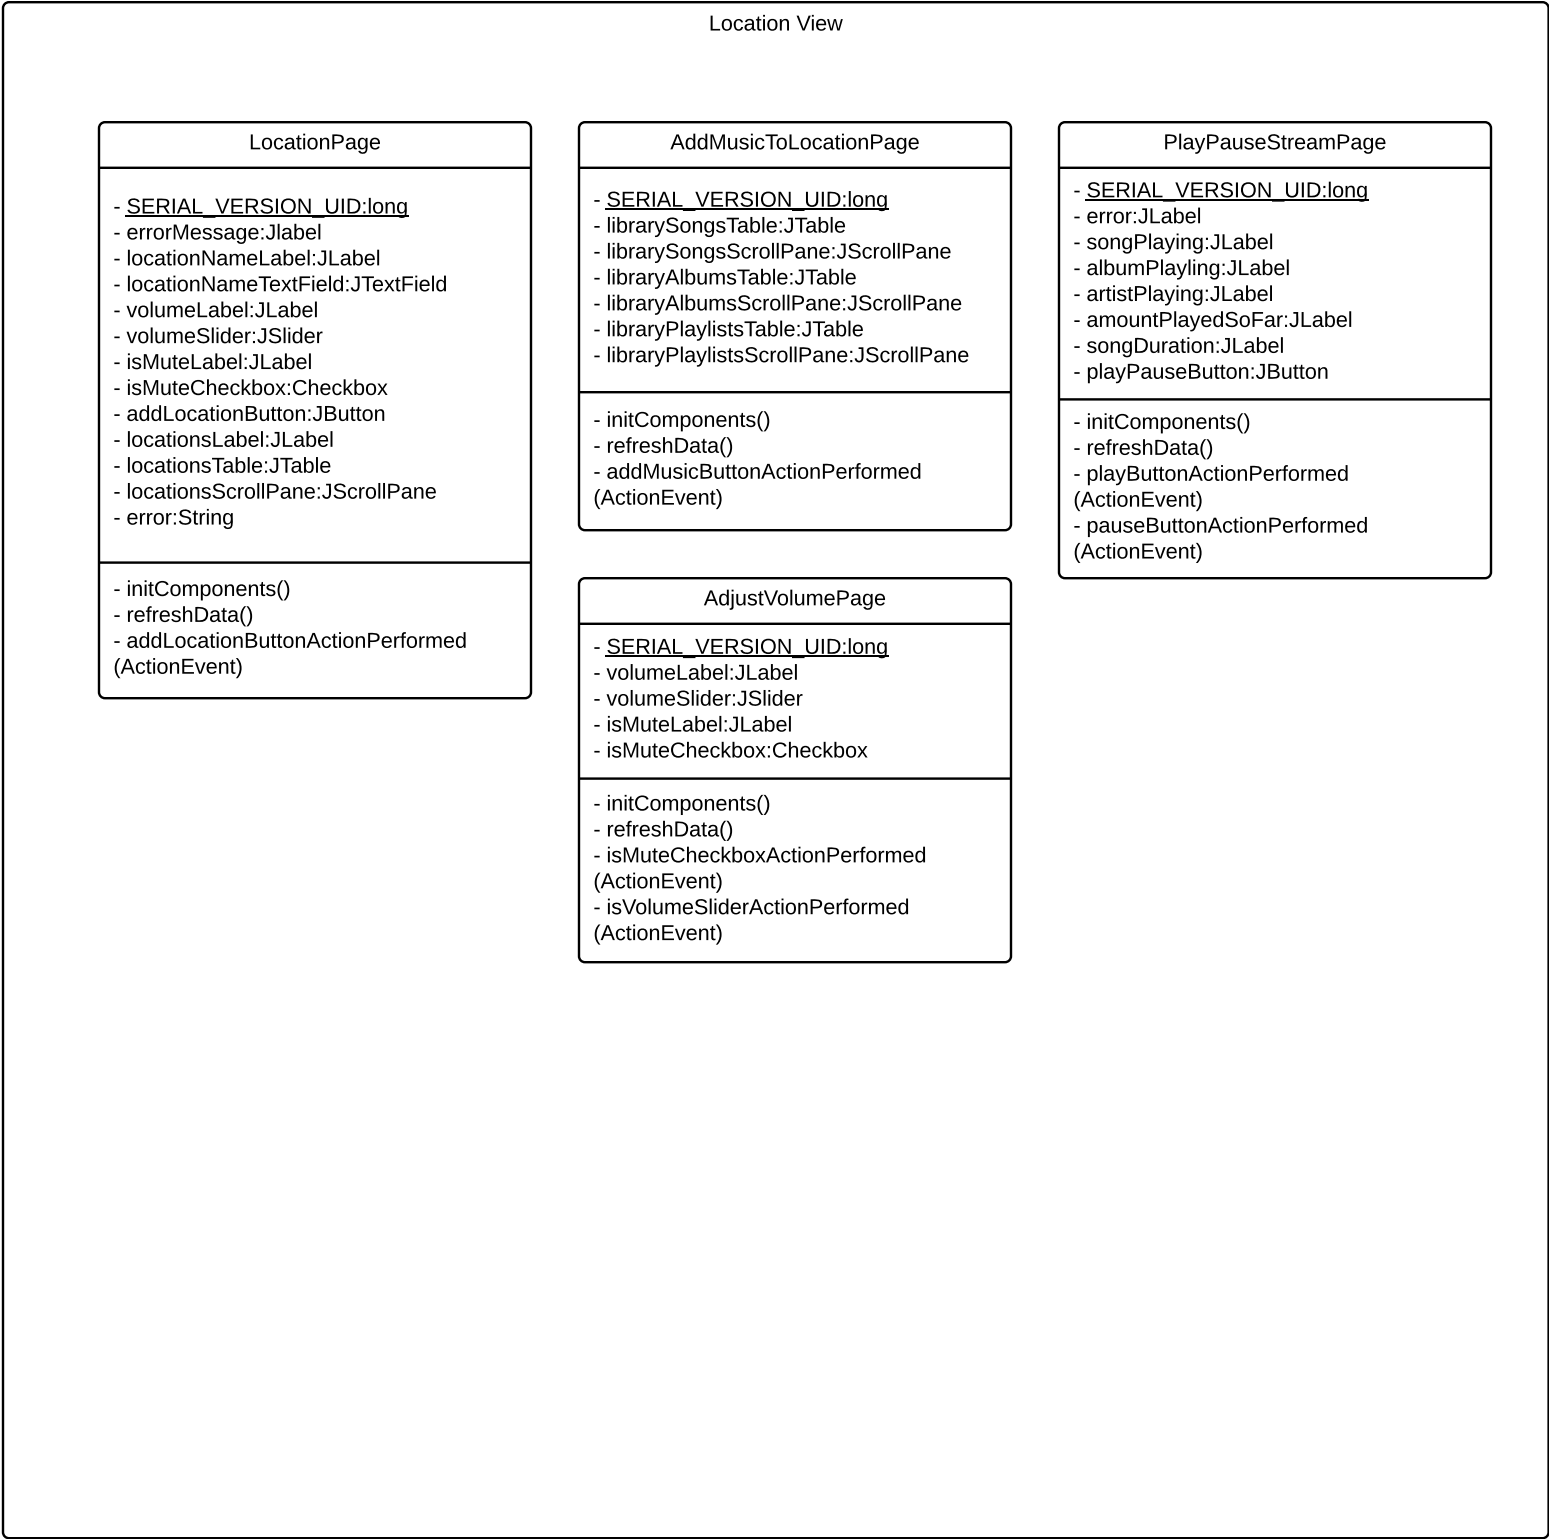 Location View
LocationPage
- SERIAL_VERSION_UID:long
- errorMessage:Jlabel
- locationNameLabel:JLabel
- locationNameTextField:JTextField
- volumeLabel:JLabel
- volumeSlider:JSlider
- isMuteLabel:JLabel
- isMuteCheckbox:Checkbox
- addLocationButton:JButton
- locationsLabel:JLabel
- locationsTable:JTable
- locationsScrollPane:JScrollPane
- error:String
- initComponents()
- refreshData()
- addLocationButtonActionPerformed
(ActionEvent)
AddMusicToLocationPage
- SERIAL_VERSION_UID:long
- librarySongsTable:JTable
- librarySongsScrollPane:JScrollPane
- libraryAlbumsTable:JTable
- libraryAlbumsScrollPane:JScrollPane
- libraryPlaylistsTable:JTable
- libraryPlaylistsScrollPane:JScrollPane
- initComponents()
- refreshData()
- addMusicButtonActionPerformed
(ActionEvent)
PlayPauseStreamPage
- SERIAL_VERSION_UID:long
- error:JLabel
- songPlaying:JLabel
- albumPlayling:JLabel
- artistPlaying:JLabel
- amountPlayedSoFar:JLabel
- songDuration:JLabel
- playPauseButton:JButton
- initComponents()
- refreshData()
- playButtonActionPerformed
(ActionEvent)
- pauseButtonActionPerformed
(ActionEvent)
AdjustVolumePage
- SERIAL_VERSION_UID:long
- volumeLabel:JLabel
- volumeSlider:JSlider
- isMuteLabel:JLabel
- isMuteCheckbox:Checkbox
- initComponents()
- refreshData()
- isMuteCheckboxActionPerformed
(ActionEvent)
- isVolumeSliderActionPerformed
(ActionEvent)